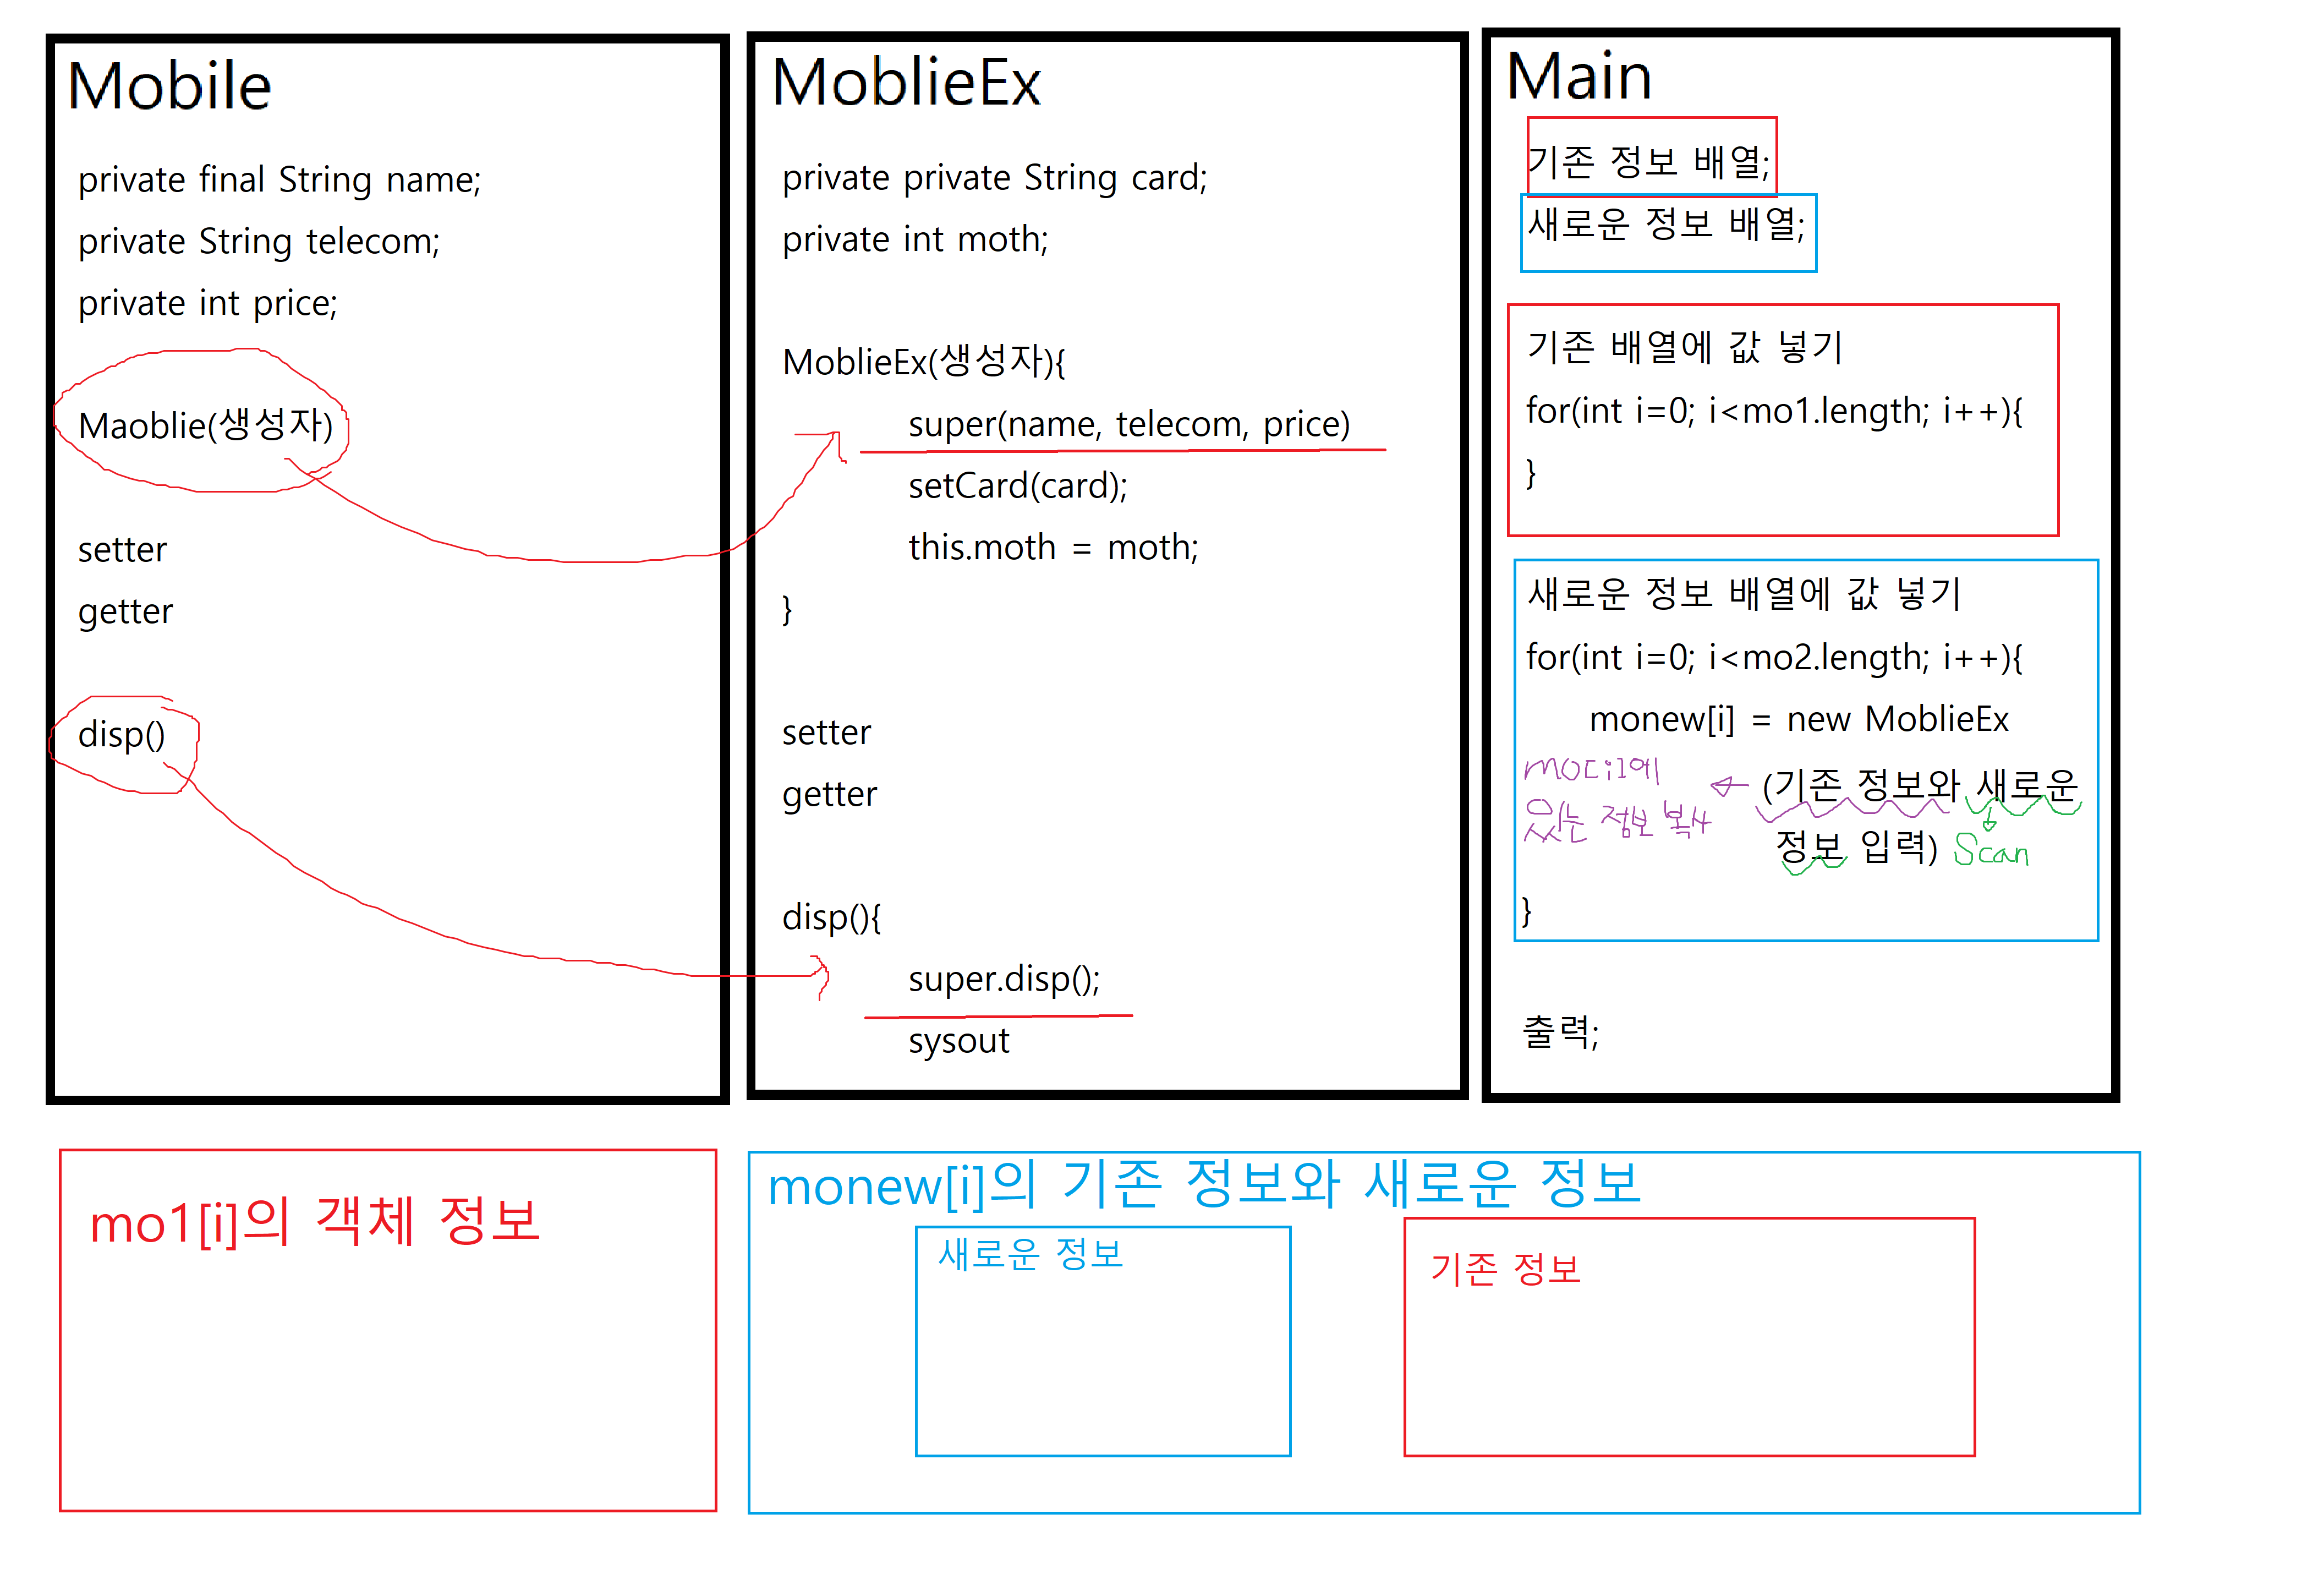 Mobile
private final String name;
private String telecom;
private int price;
Maoblie(생성자)
setter
getter
disp()
MoblieEx
private private String card;
private int moth;
MoblieEx(생성자){
super(name, telecom, price)
setCard(card);
this.moth = moth;
}
setter
getter
disp(){
super.disp();
sysout
Main
기존 정보 배열;
새로운 정보 배열;
기존 배열에 값 넣기
for(int i=0; i<mo1.length; i++){
}
새로운 정보 배열에 값 넣기
for(int i=0; i<mo2.length; i++){
monew[i] = new MoblieEx
(기존 정보와 새로운
정보 입력) Scan
있는 정보 복사
}
출력;
mo1[i]의 객체 정보
monew[i]의 기존 정보와 새로운 정보
새로운 정보
기존 정보